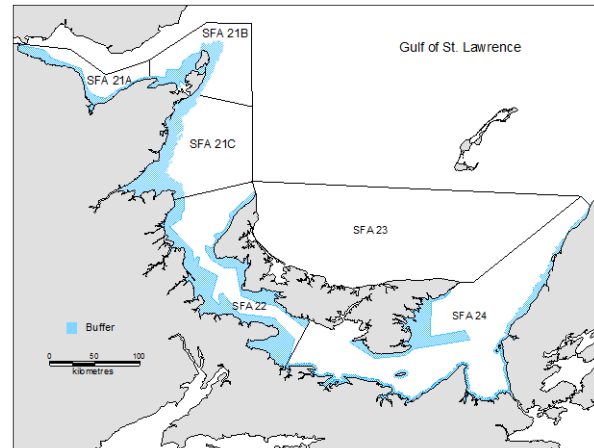 SFA 21B
Gulf of St. Lawrence
SFA 21A
SFA 21C
SFA 23
SFA 22
SFA 24
Buffer
0 50 100
kilometres